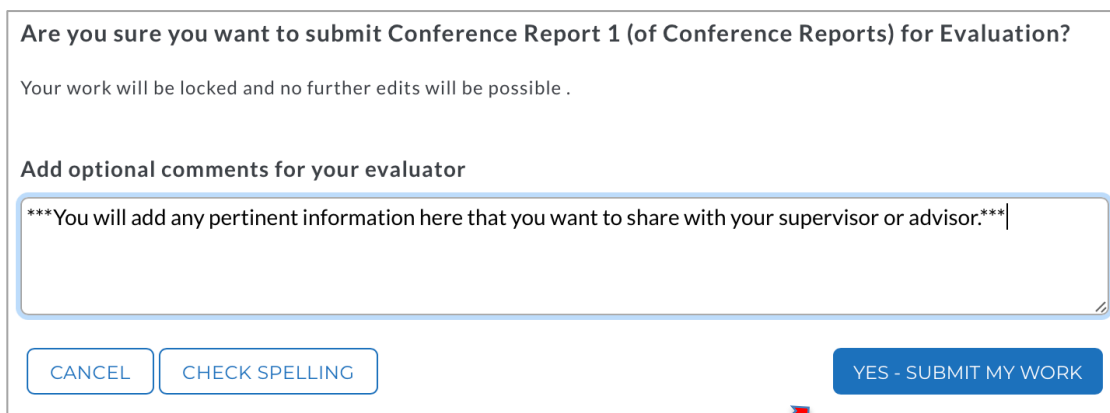 Are you sure you want to submit Conference Report 1 (of Conference Reports) for Evaluation?
Your work will be locked and no further edits will be possible .
Add optional comments for your evaluator
***You will add any pertinent information here that you want to share with your supervisor or advisor.***
CANCEL CHECK SPELLING YES - SUBMIT MY WORK